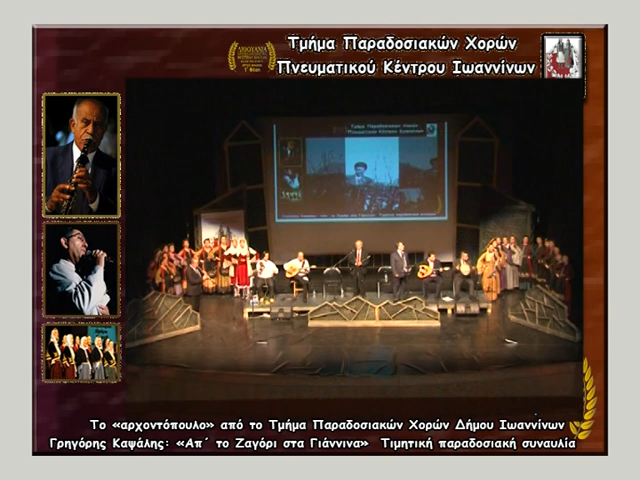 Τμήμα Παραδοσιακών Χορών
Πνευματικού Κέντρου Ιωαννίνων
Το «αρχοντόπουλο» από το Τμήμα Παραδοσιακών Χορών Δήμου Ιωαννίνων
Γρηγόρης Καψάλης: «Απ΄ το Ζαγόρι στα Γιάννινα» Τιμητική παραδοσιακή συναυλία